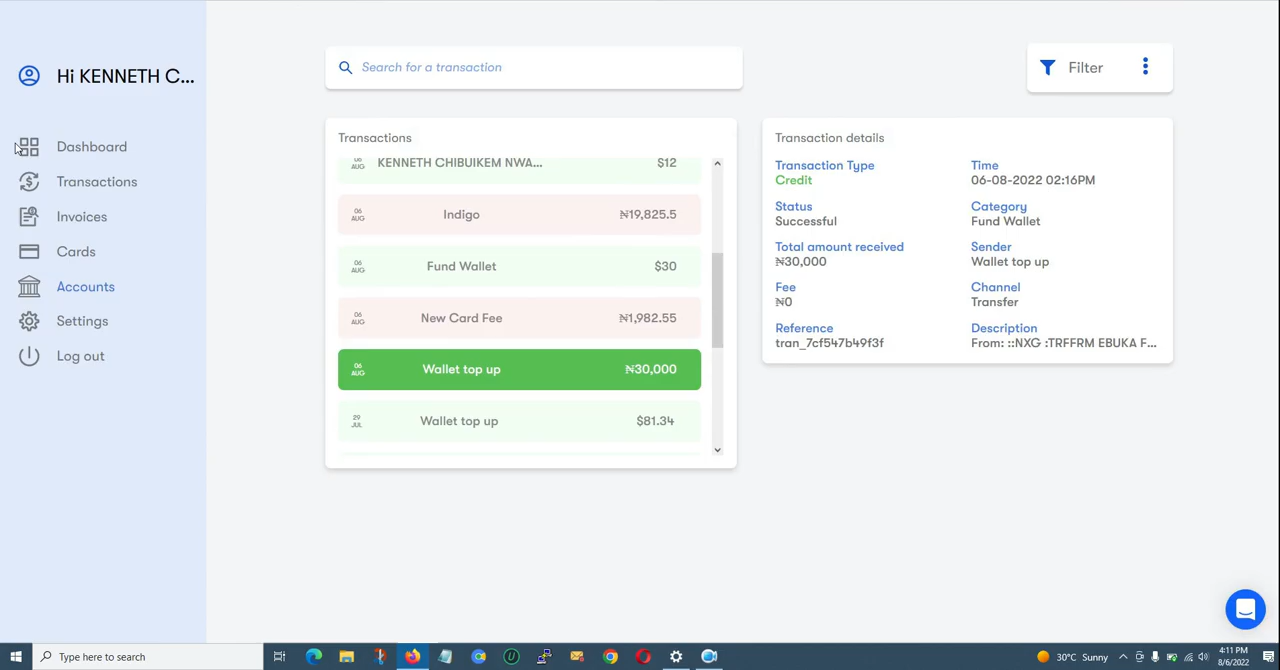 Hi KENNETH C...
Dashboard
Transactions
Invoices
Cards
Accounts
Settings
Log out
Search for a transaction
Filter
Transactions
06 AUG KENNETH CHIBUIKEM NWA... $12
06 AUG Indigo ₦19,825.5
06 AUG Fund Wallet $30
06 AUG New Card Fee ₦1,982.55
06 AUG Wallet top up ₦30,000
29 JUL Wallet top up $81.34
Transaction details
Transaction Type
Credit
Time
06-08-2022 02:16PM
Status
Successful
Category
Fund Wallet
Total amount received
₦30,000
Sender
Wallet top up
Fee
₦0
Channel
Transfer
Reference
tran_7cf547b49f3f
Description
From: ::NXG :TRFFRM EBUKA F...
Type here to search
30°C Sunny
4:11 PM
8/6/2022